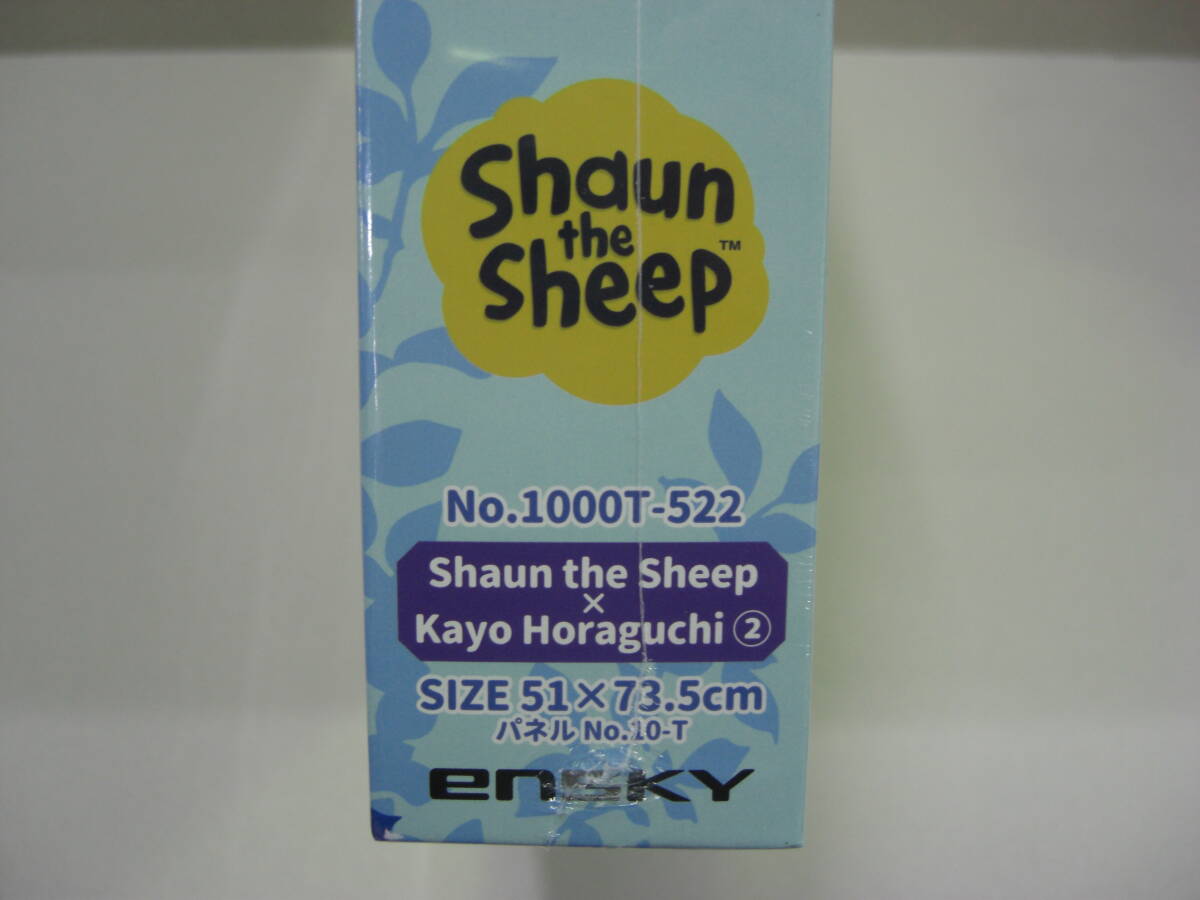 Shaun
the
Sheep™
No.1000T-522
Shaun the Sheep
×
Kayo Horaguchi ②
SIZE 51×73.5cm
パネル No.10-T
ensky